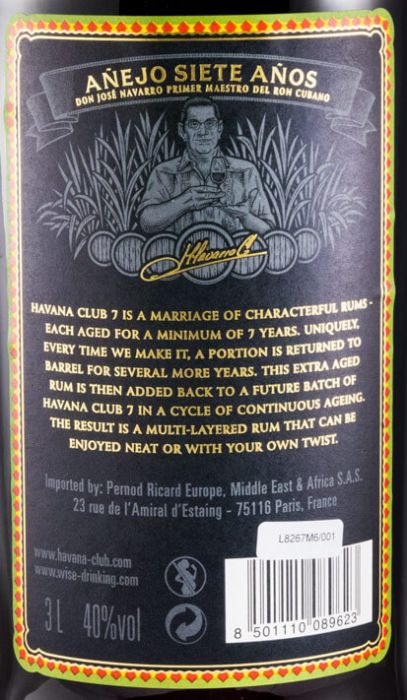 AÑEJO SIETE AÑOS
DON JOSÉ NAVARRO PRIMER MAESTRO DEL RON CUBANO
JNavarroG
HAVANA CLUB 7 IS A MARRIAGE OF CHARACTERFUL RUMS -
EACH AGED FOR A MINIMUM OF 7 YEARS. UNIQUELY,
EVERY TIME WE MAKE IT, A PORTION IS RETURNED TO
BARREL FOR SEVERAL MORE YEARS. THIS EXTRA AGED
RUM IS THEN ADDED BACK TO A FUTURE BATCH OF
HAVANA CLUB 7 IN A CYCLE OF CONTINUOUS AGEING.
THE RESULT IS A MULTI-LAYERED RUM THAT CAN BE
ENJOYED NEAT OR WITH YOUR OWN TWIST.
Imported by: Pernod Ricard Europe, Middle East & Africa S.A.S.
23 rue de l'Amiral d'Estaing - 75116 Paris, France
L8267M6/001
www.havana-club.com
www.wise-drinking.com
3 L 40%vol
8 501110 089623